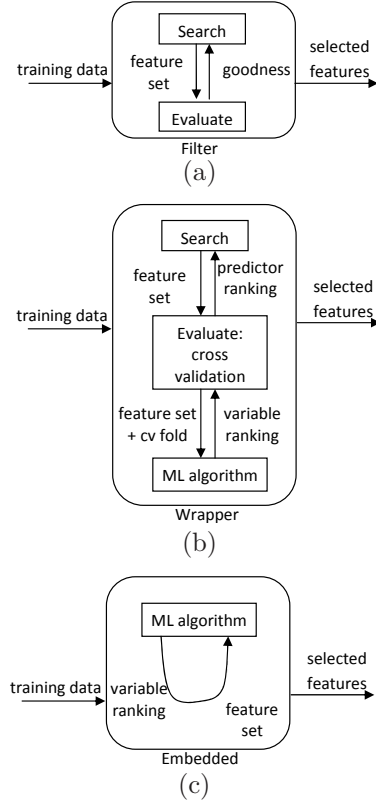 Search
training data
feature
set
goodness
selected
features
Evaluate
Filter
(a)
Search
feature
set
predictor
ranking
training data
selected
features
Evaluate:
cross
validation
feature set
+ cv fold
variable
ranking
ML algorithm
Wrapper
(b)
ML algorithm
training data
variable
ranking
feature
set
selected
features
Embedded
(c)